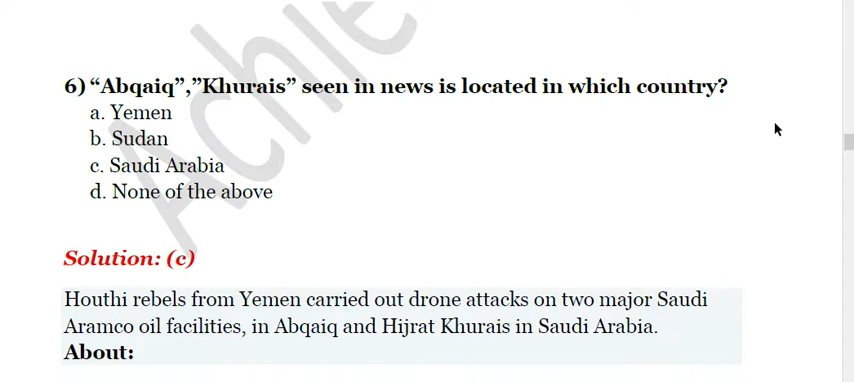 Achie
6) “Abqaiq”,”Khurais” seen in news is located in which country?
a. Yemen
b. Sudan
c. Saudi Arabia
d. None of the above
Solution: (c)
Houthi rebels from Yemen carried out drone attacks on two major Saudi
Aramco oil facilities, in Abqaiq and Hijrat Khurais in Saudi Arabia.
About: